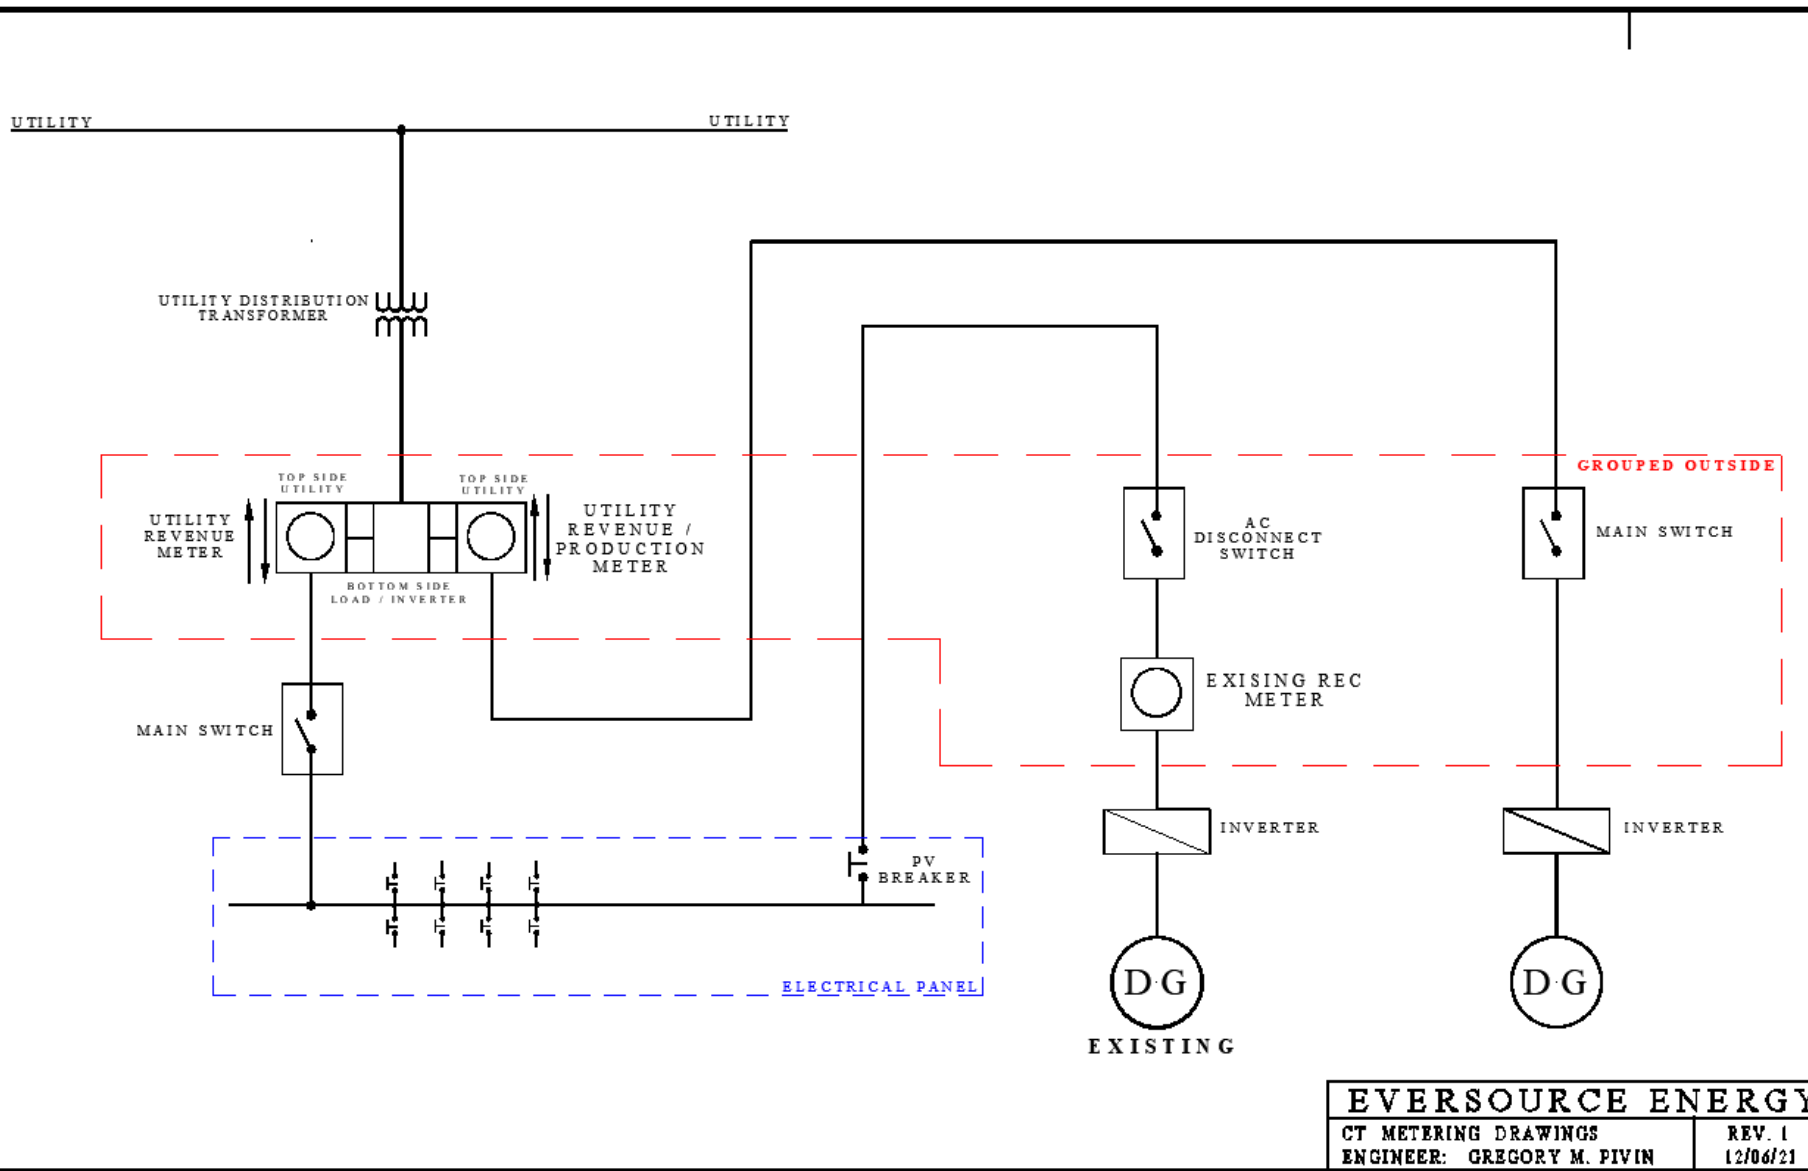 UTILITY
UTILITY
UTILITY DISTRIBUTION
TRANSFORMER
GROUPED OUTSIDE
TOP SIDE
UTILITY
TOP SIDE
UTILITY
UTILITY
REVENUE
METER
UTILITY
REVENUE /
PRODUCTION
METER
BOTTOM SIDE
LOAD / INVERTER
AC
DISCONNECT
SWITCH
MAIN SWITCH
EXISING REC
METER
MAIN SWITCH
INVERTER
INVERTER
PV
BREAKER
ELECTRICAL PANEL
D·G
D·G
EXISTING
EVERSOURCE ENERGY
CT METERING DRAWINGS
REV. 1
ENGINEER: GREGORY M. PIVIN
12/06/21